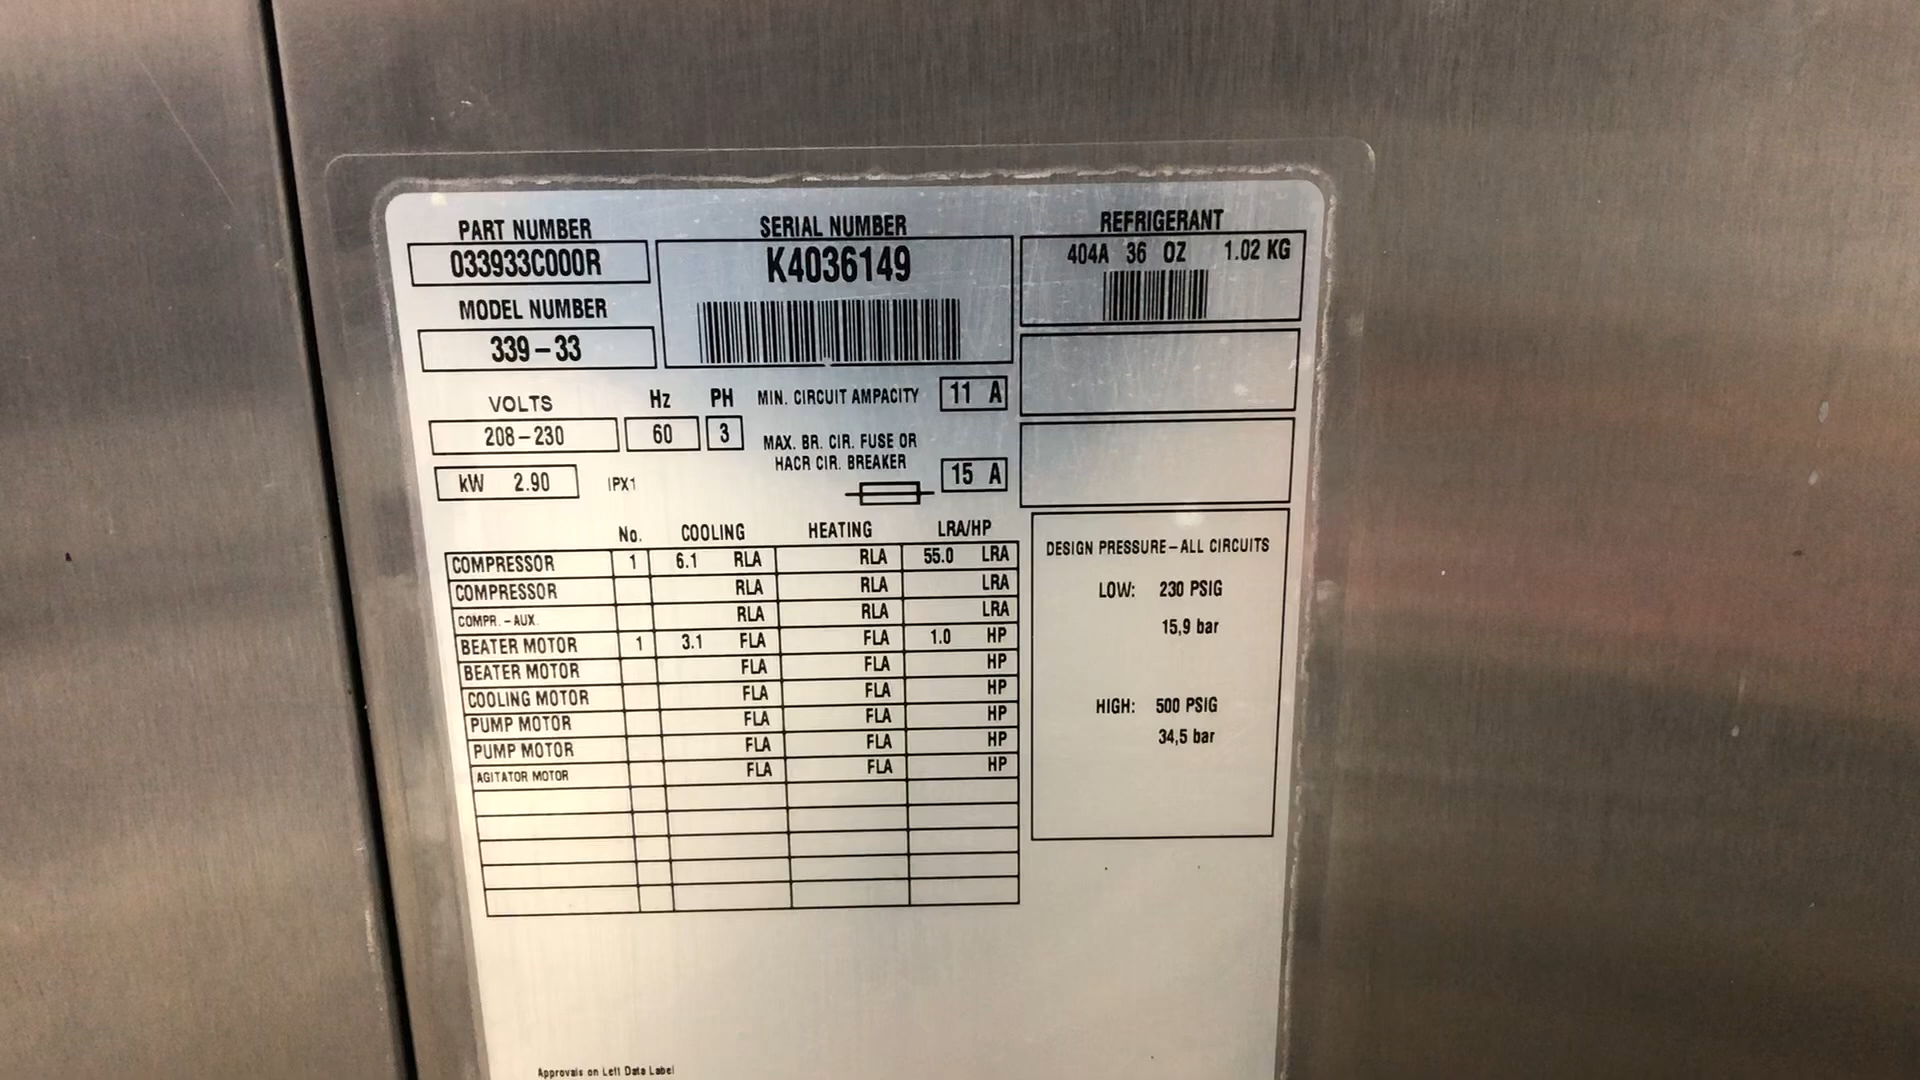 PART NUMBER
033933C000R
SERIAL NUMBER
K4036149
REFRIGERANT
404A 36 OZ 1.02 KG
MODEL NUMBER
339-33
VOLTS
208-230
Hz
60
PH
3
MIN. CIRCUIT AMPACITY 11 A
MAX. BR. CIR. FUSE OR
HACR CIR. BREAKER 15 A
kW 2.90
IPX1
No. COOLING HEATING LRA/HP
COMPRESSOR 1 6.1 RLA RLA 55.0 LRA
COMPRESSOR RLA RLA LRA
COMPR.-AUX. RLA RLA LRA
BEATER MOTOR 1 3.1 FLA FLA 1.0 HP
BEATER MOTOR FLA FLA HP
COOLING MOTOR FLA FLA HP
PUMP MOTOR FLA FLA HP
PUMP MOTOR FLA FLA HP
AGITATOR MOTOR FLA FLA HP
DESIGN PRESSURE-ALL CIRCUITS
LOW: 230 PSIG
15,9 bar
HIGH: 500 PSIG
34,5 bar
Approvals on Left Data Label